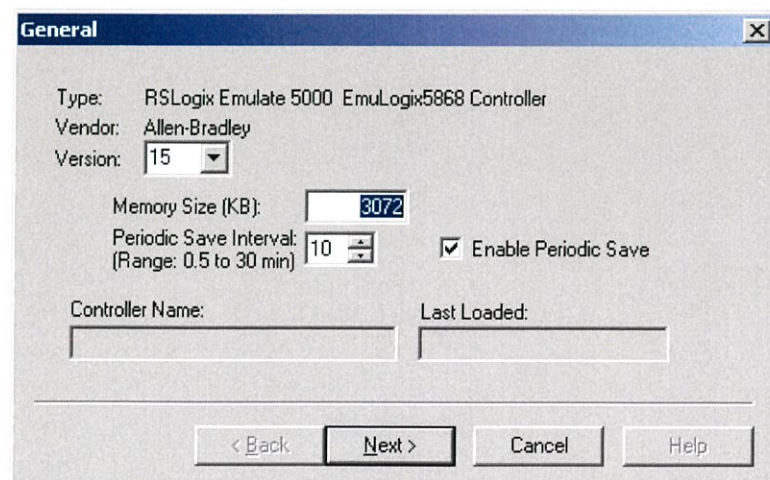 General
Type: RSLogix Emulate 5000 EmuLogix5868 Controller
Vendor: Allen-Bradley
Version: 15
Memory Size (KB): 3072
Periodic Save Interval: 10
(Range: 0.5 to 30 min)
Enable Periodic Save
Controller Name: Last Loaded:
< Back Next > Cancel Help